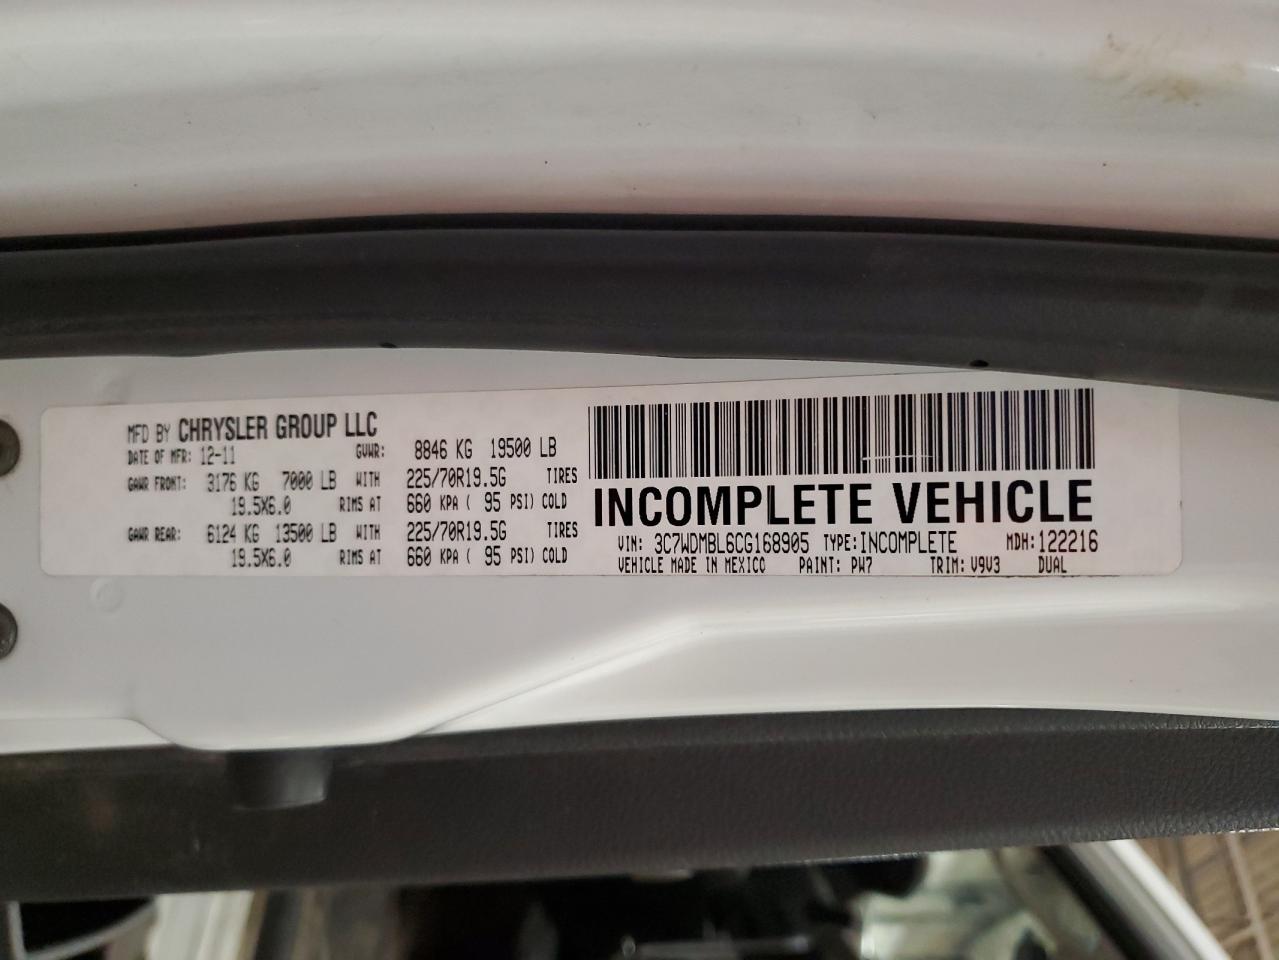 MFD BY CHRYSLER GROUP LLC
DATE OF MFR: 12-11 GVWR: 8846 KG 19500 LB
GAWR FRONT: 3176 KG 7000 LB WITH 225/70R19.5G TIRES
19.5X6.0 RIMS AT 660 KPA ( 95 PSI) COLD
GAWR REAR: 6124 KG 13500 LB WITH 225/70R19.5G TIRES
19.5X6.0 RIMS AT 660 KPA ( 95 PSI) COLD
INCOMPLETE VEHICLE
VIN: 3C7WDMBL6CG168905 TYPE: INCOMPLETE MDH: 122216
VEHICLE MADE IN MEXICO PAINT: PW7 TRIM: V9V3 DUAL